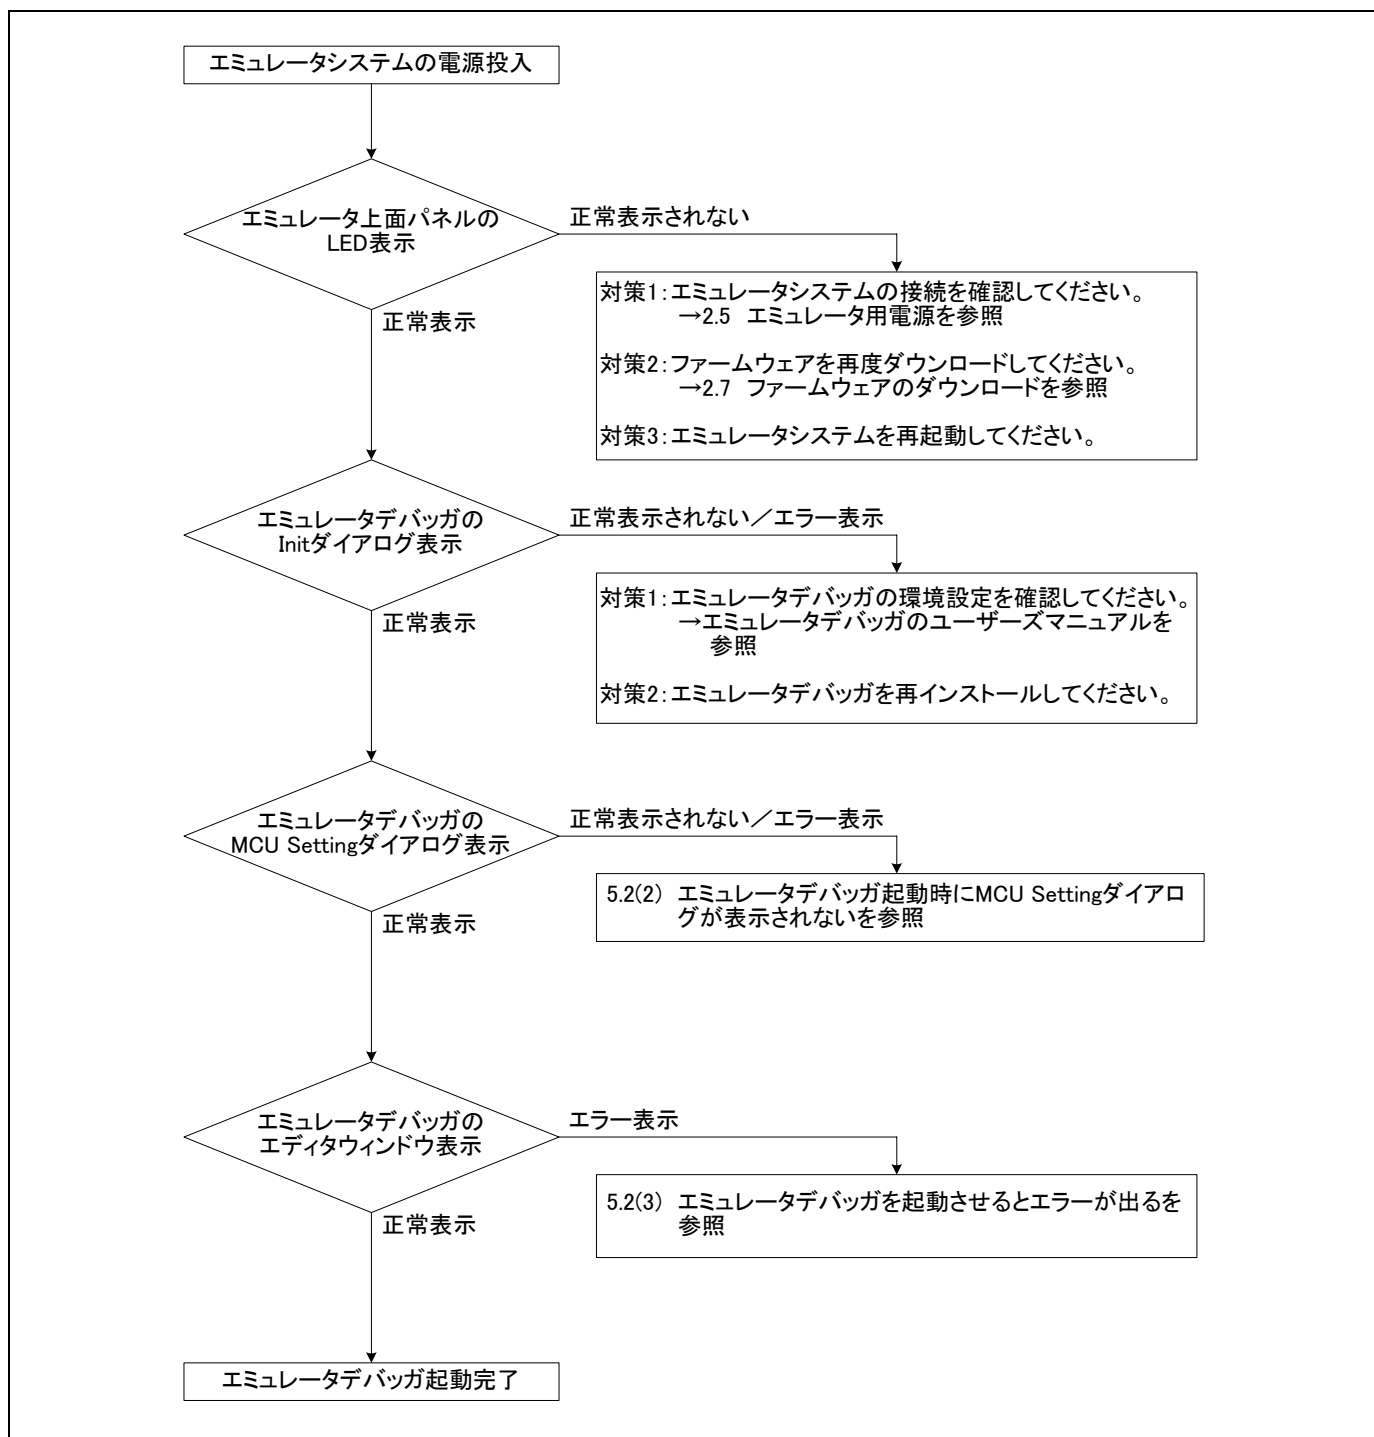 エミュレータシステムの電源投入
エミュレータ上面パネルの
LED表示
正常表示されない
対策1：エミュレータシステムの接続を確認してください。
→2.5 エミュレータ用電源を参照
対策2：ファームウェアを再度ダウンロードしてください。
→2.7 ファームウェアのダウンロードを参照
対策3：エミュレータシステムを再起動してください。
正常表示
エミュレータデバッガの
Initダイアログ表示
正常表示されない／エラー表示
対策1：エミュレータデバッガの環境設定を確認してください。
→エミュレータデバッガのユーザーズマニュアルを
参照
対策2：エミュレータデバッガを再インストールしてください。
正常表示
エミュレータデバッガの
MCU Settingダイアログ表示
正常表示されない／エラー表示
5.2(2) エミュレータデバッガ起動時にMCU Settingダイアロ
グが表示されないを参照
正常表示
エミュレータデバッガの
エディタウィンドウ表示
エラー表示
5.2(3) エミュレータデバッガを起動させるとエラーが出るを
参照
正常表示
エミュレータデバッガ起動完了